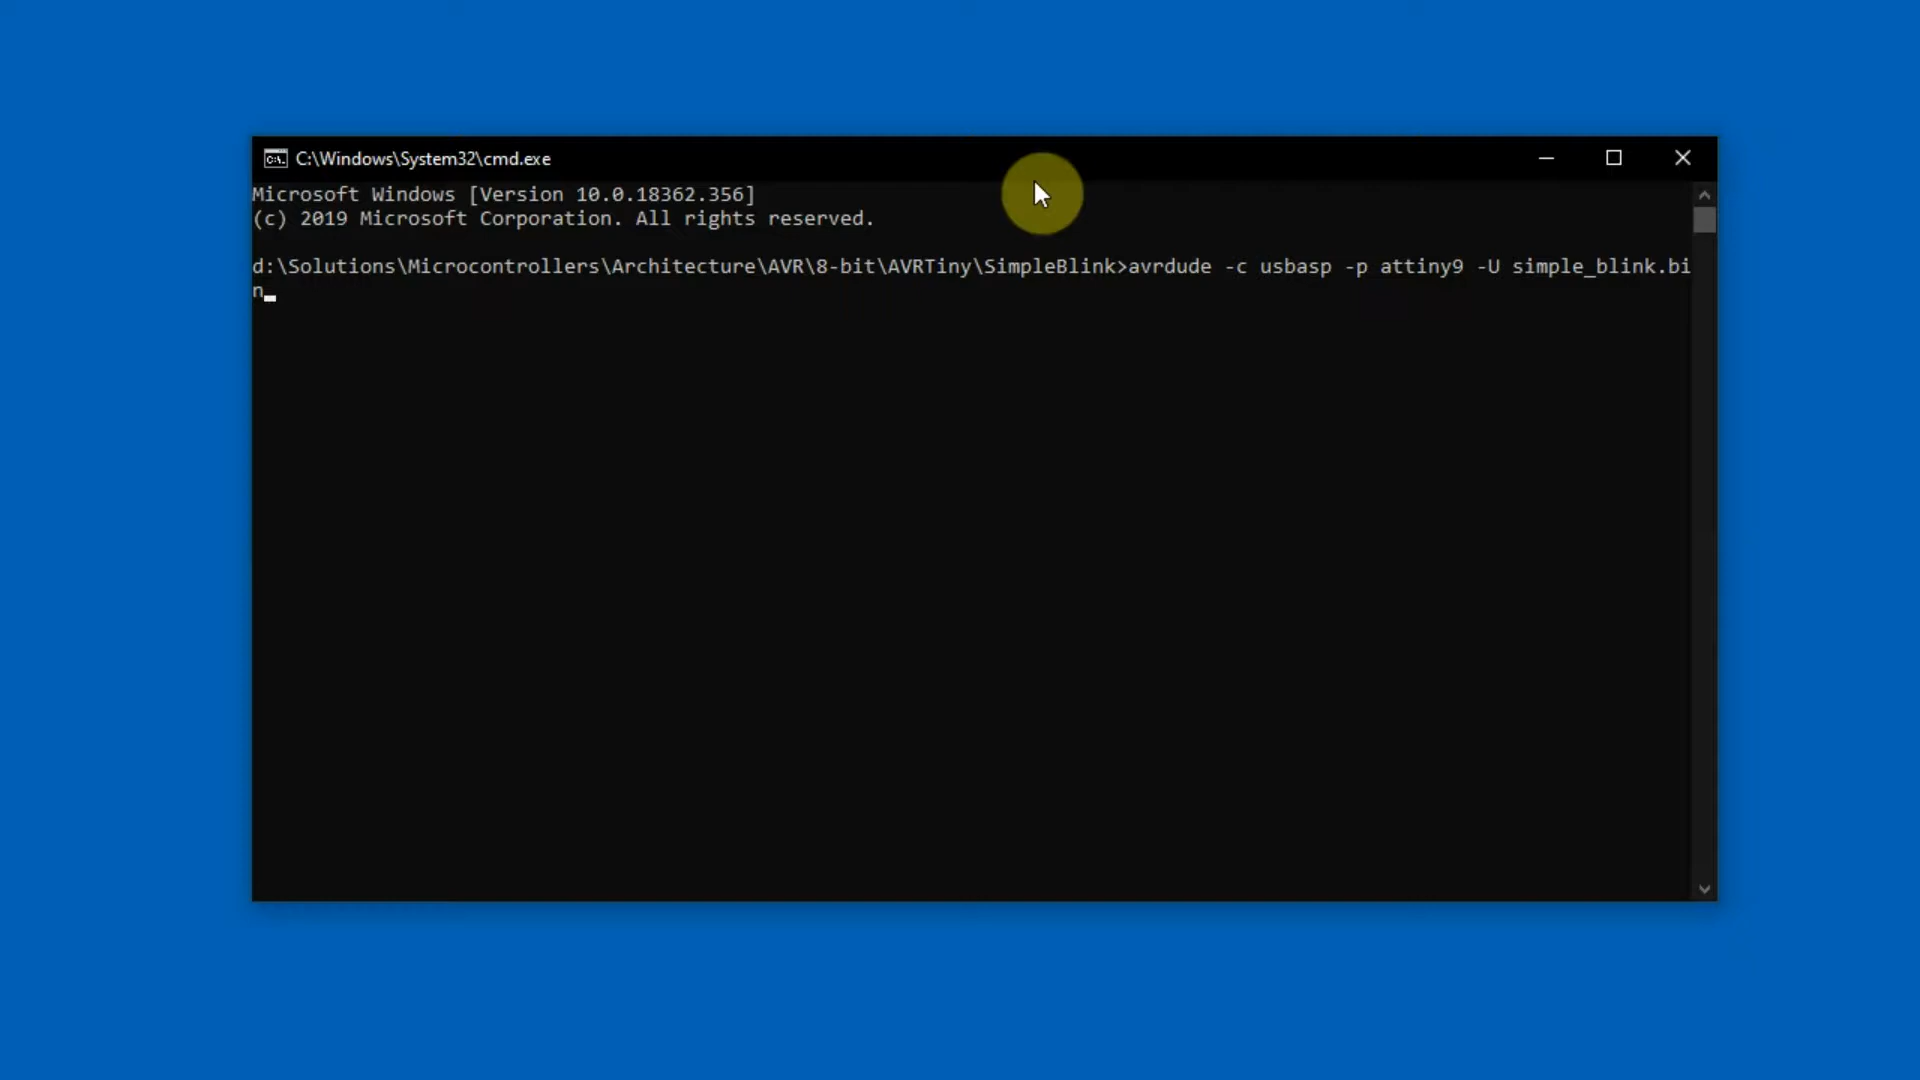 C:\Windows\System32\cmd.exe
Microsoft Windows [Version 10.0.18362.356]
(c) 2019 Microsoft Corporation. All rights reserved.
d:\Solutions\Microcontrollers\Architecture\AVR\8-bit\AVRTiny\SimpleBlink>avrdude -c usbasp -p attiny9 -U simple_blink.bi
n